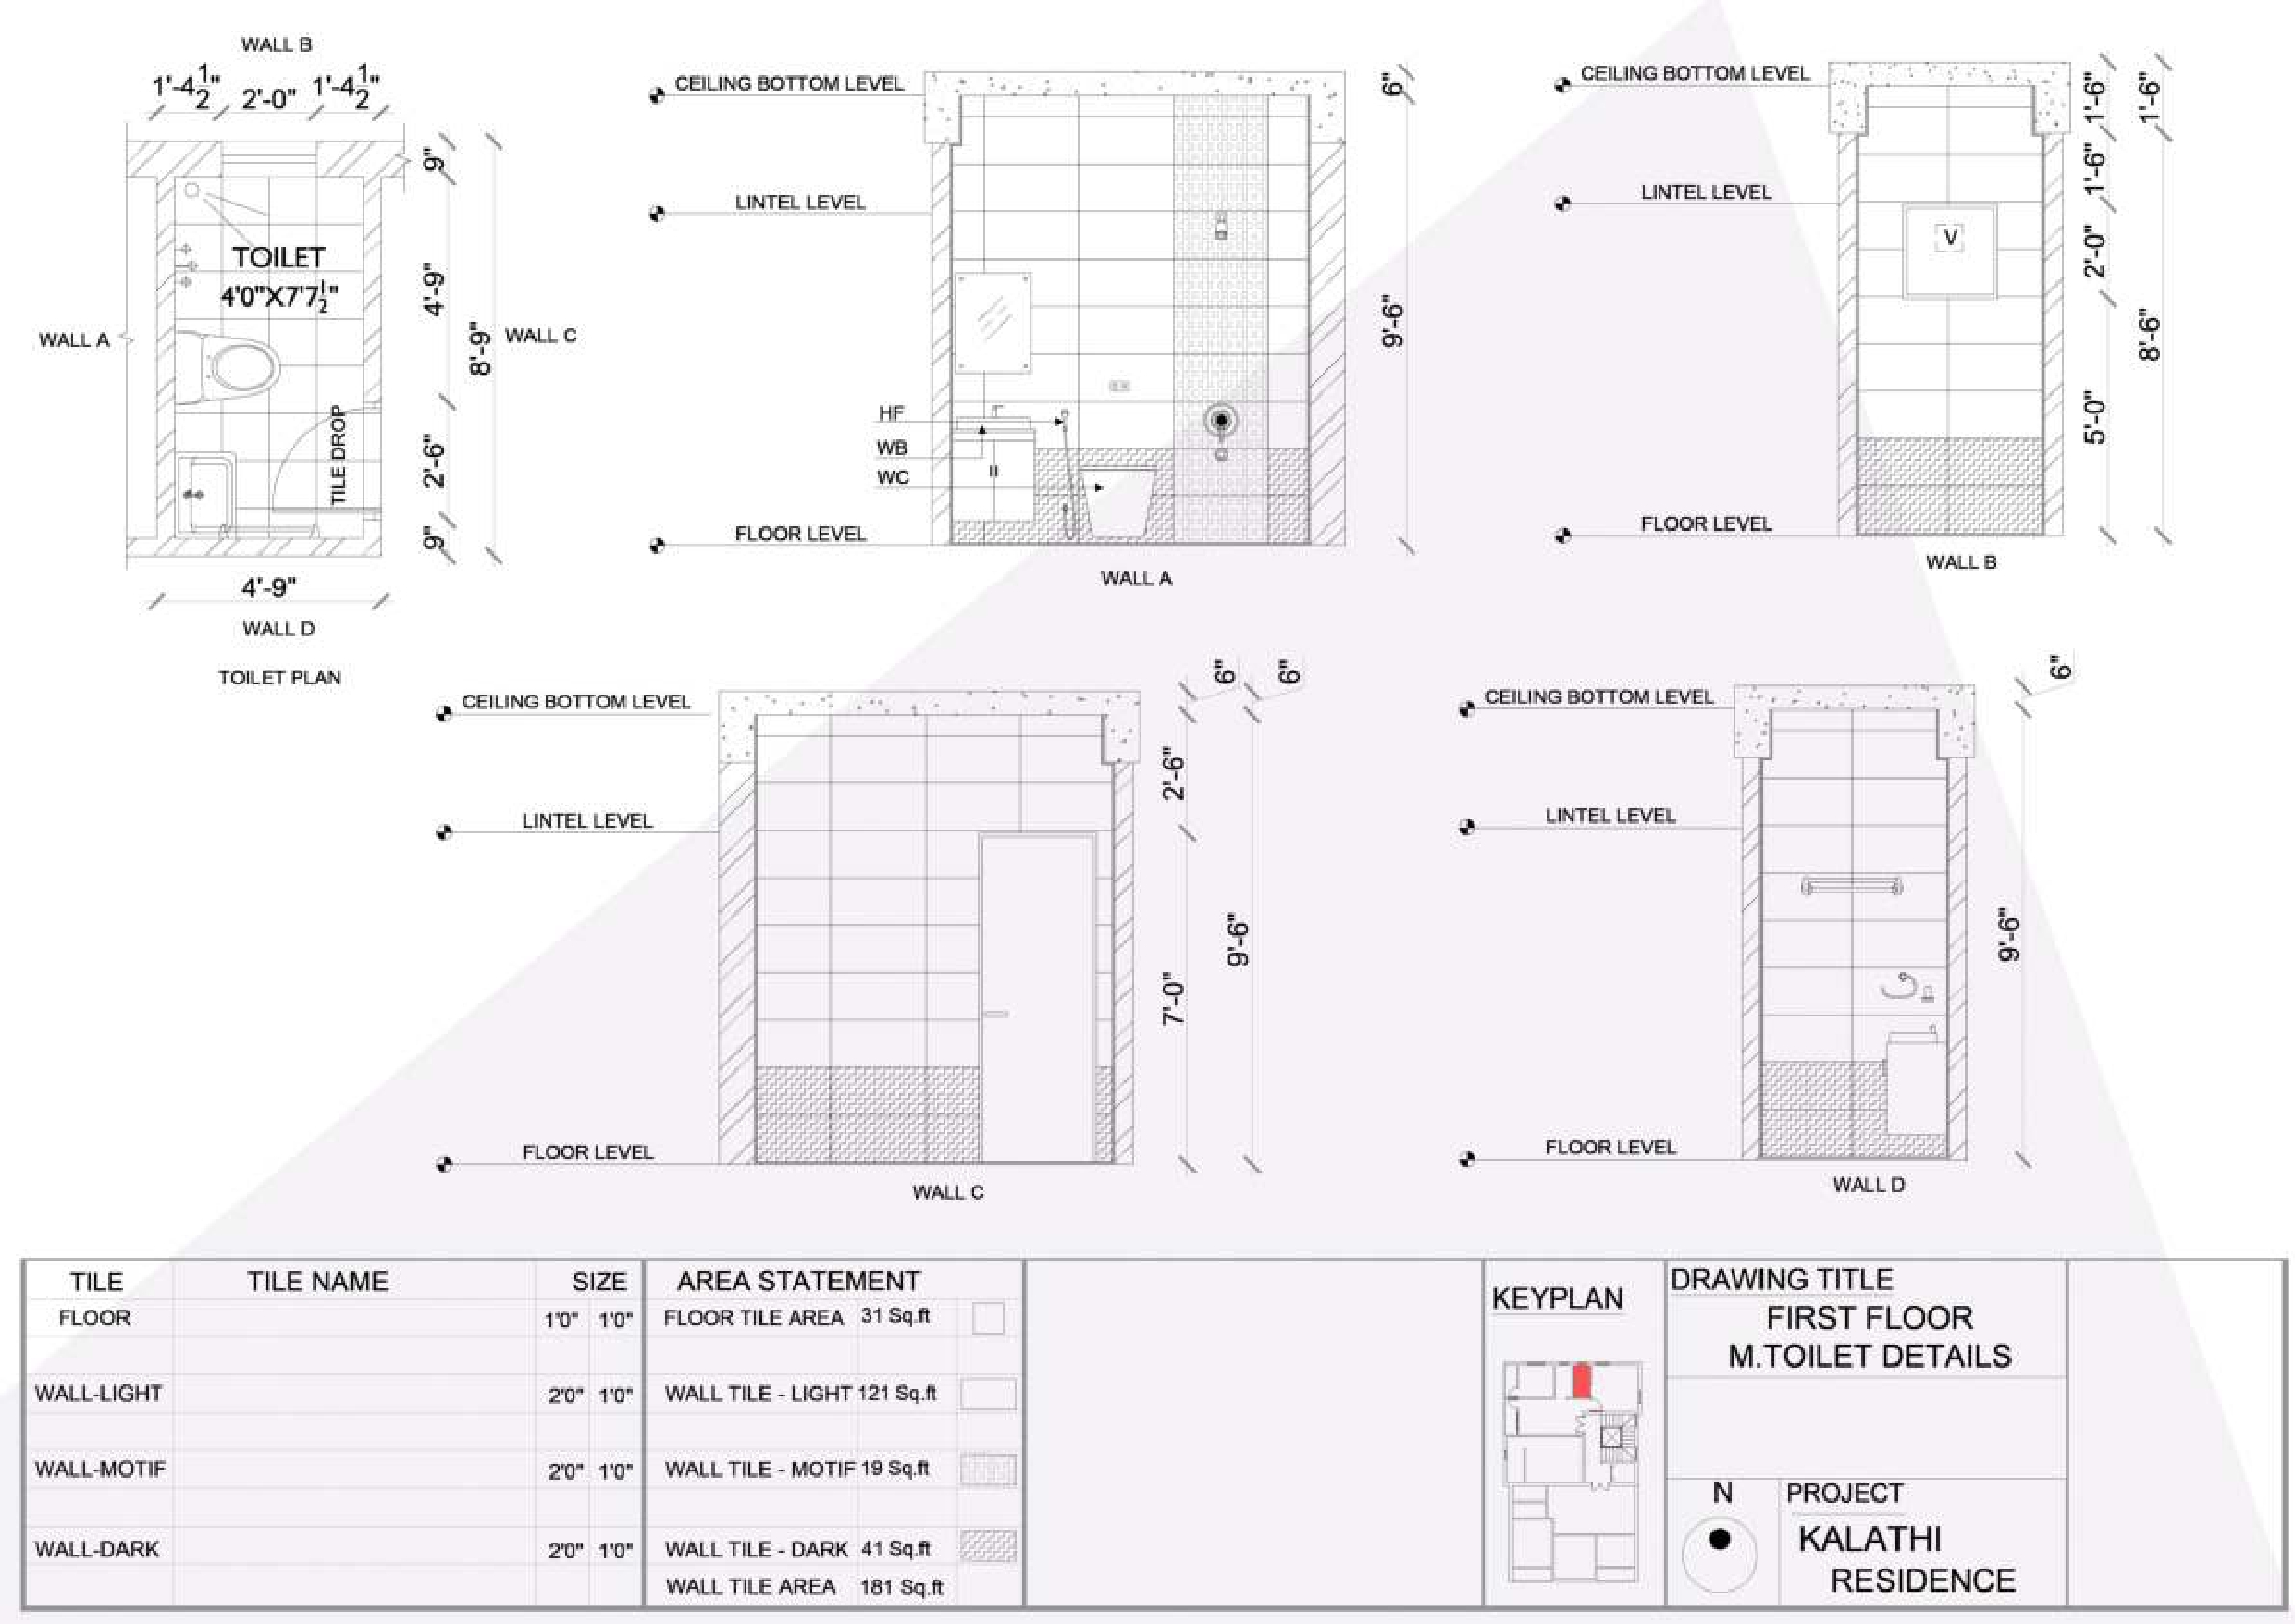 WALL B
1'-4 1/2" 2'-0" 1'-4 1/2"
9"
4'-9"
2'-6"
9"
8'-9"
TOILET
4'0"X7'7 1/2"
TILE DROP
WALL A
WALL C
4'-9"
WALL D
TOILET PLAN
CEILING BOTTOM LEVEL
LINTEL LEVEL
HF
WB
WC
FLOOR LEVEL
6"
9'-6"
WALL A
CEILING BOTTOM LEVEL
LINTEL LEVEL
V
FLOOR LEVEL
1'-6"
1'-6"
2'-0"
5'-0"
1'-6"
8'-6"
WALL B
CEILING BOTTOM LEVEL
LINTEL LEVEL
FLOOR LEVEL
6"
6"
2'-6"
7'-0"
9'-6"
WALL C
CEILING BOTTOM LEVEL
LINTEL LEVEL
FLOOR LEVEL
6"
9'-6"
WALL D
TILE TILE NAME SIZE
FLOOR 1'0" 1'0"
WALL-LIGHT 2'0" 1'0"
WALL-MOTIF 2'0" 1'0"
WALL-DARK 2'0" 1'0"
AREA STATEMENT
FLOOR TILE AREA 31 Sq.ft
WALL TILE - LIGHT 121 Sq.ft
WALL TILE - MOTIF 19 Sq.ft
WALL TILE - DARK 41 Sq.ft
WALL TILE AREA 181 Sq.ft
KEYPLAN
DRAWING TITLE
FIRST FLOOR
M.TOILET DETAILS
N
PROJECT
KALATHI
RESIDENCE